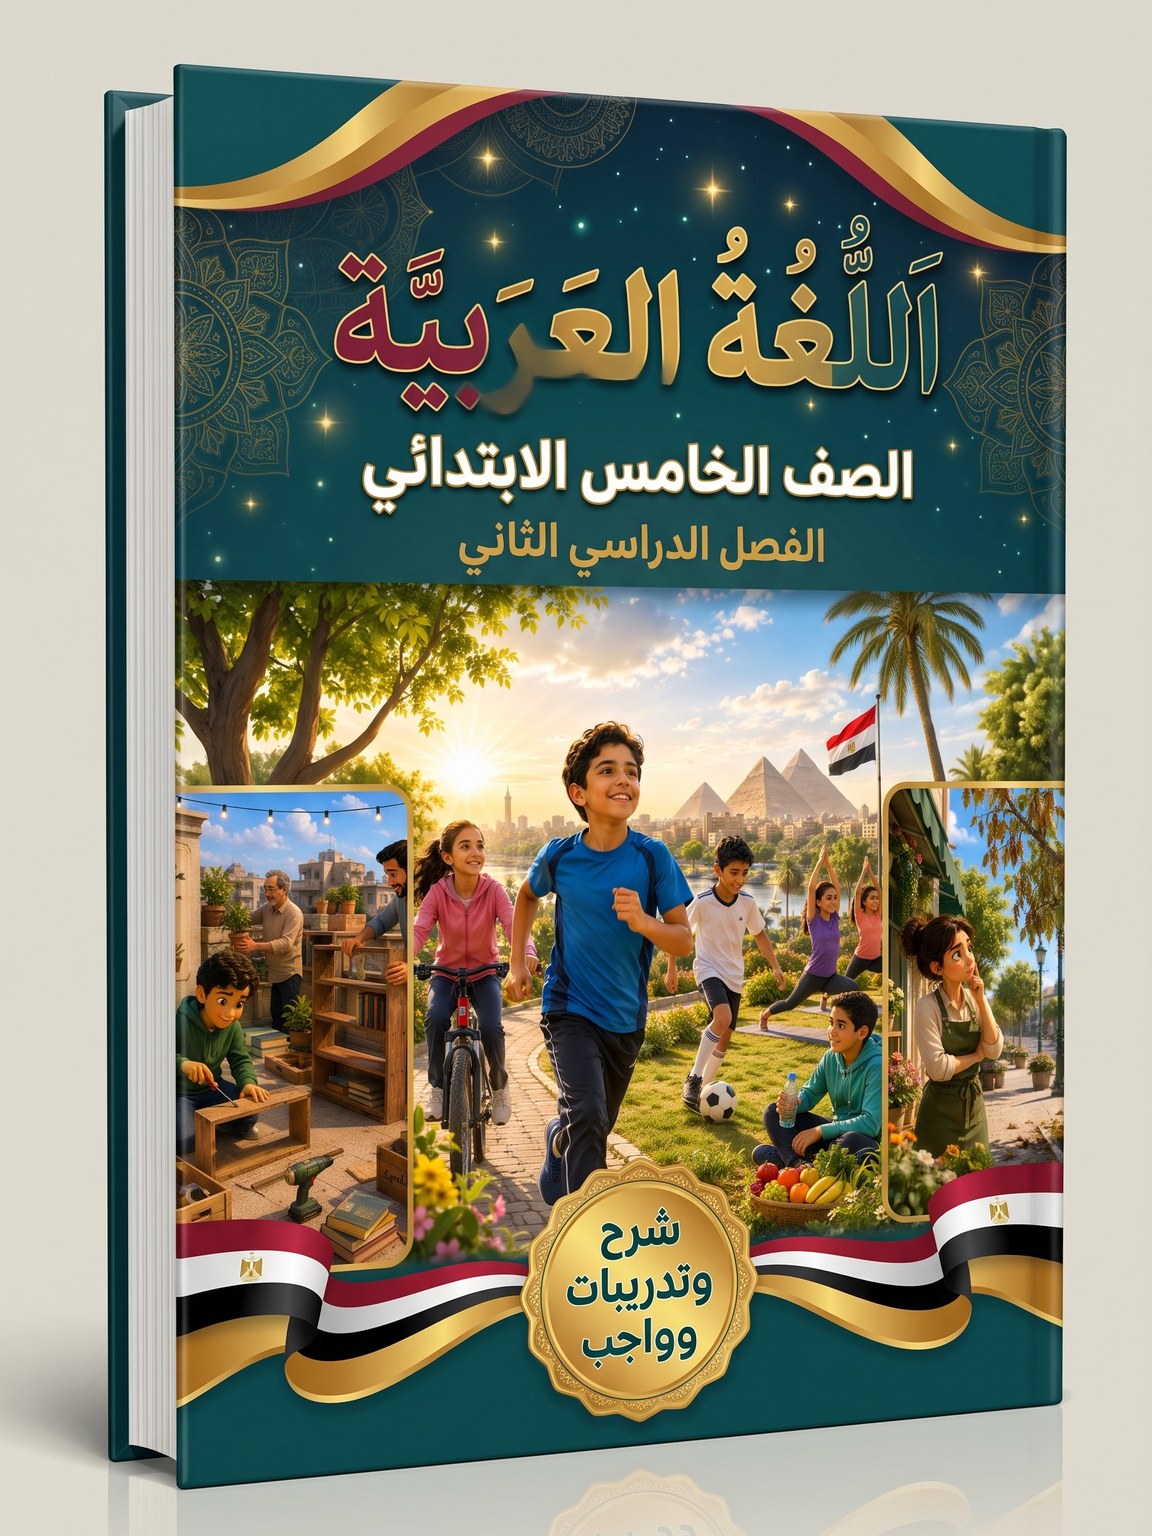 اَللُّغَةُ العَرَبِيَّة
الصف الخامس الابتدائي
الفصل الدراسي الثاني
شرح
وتدريبات
وواجب